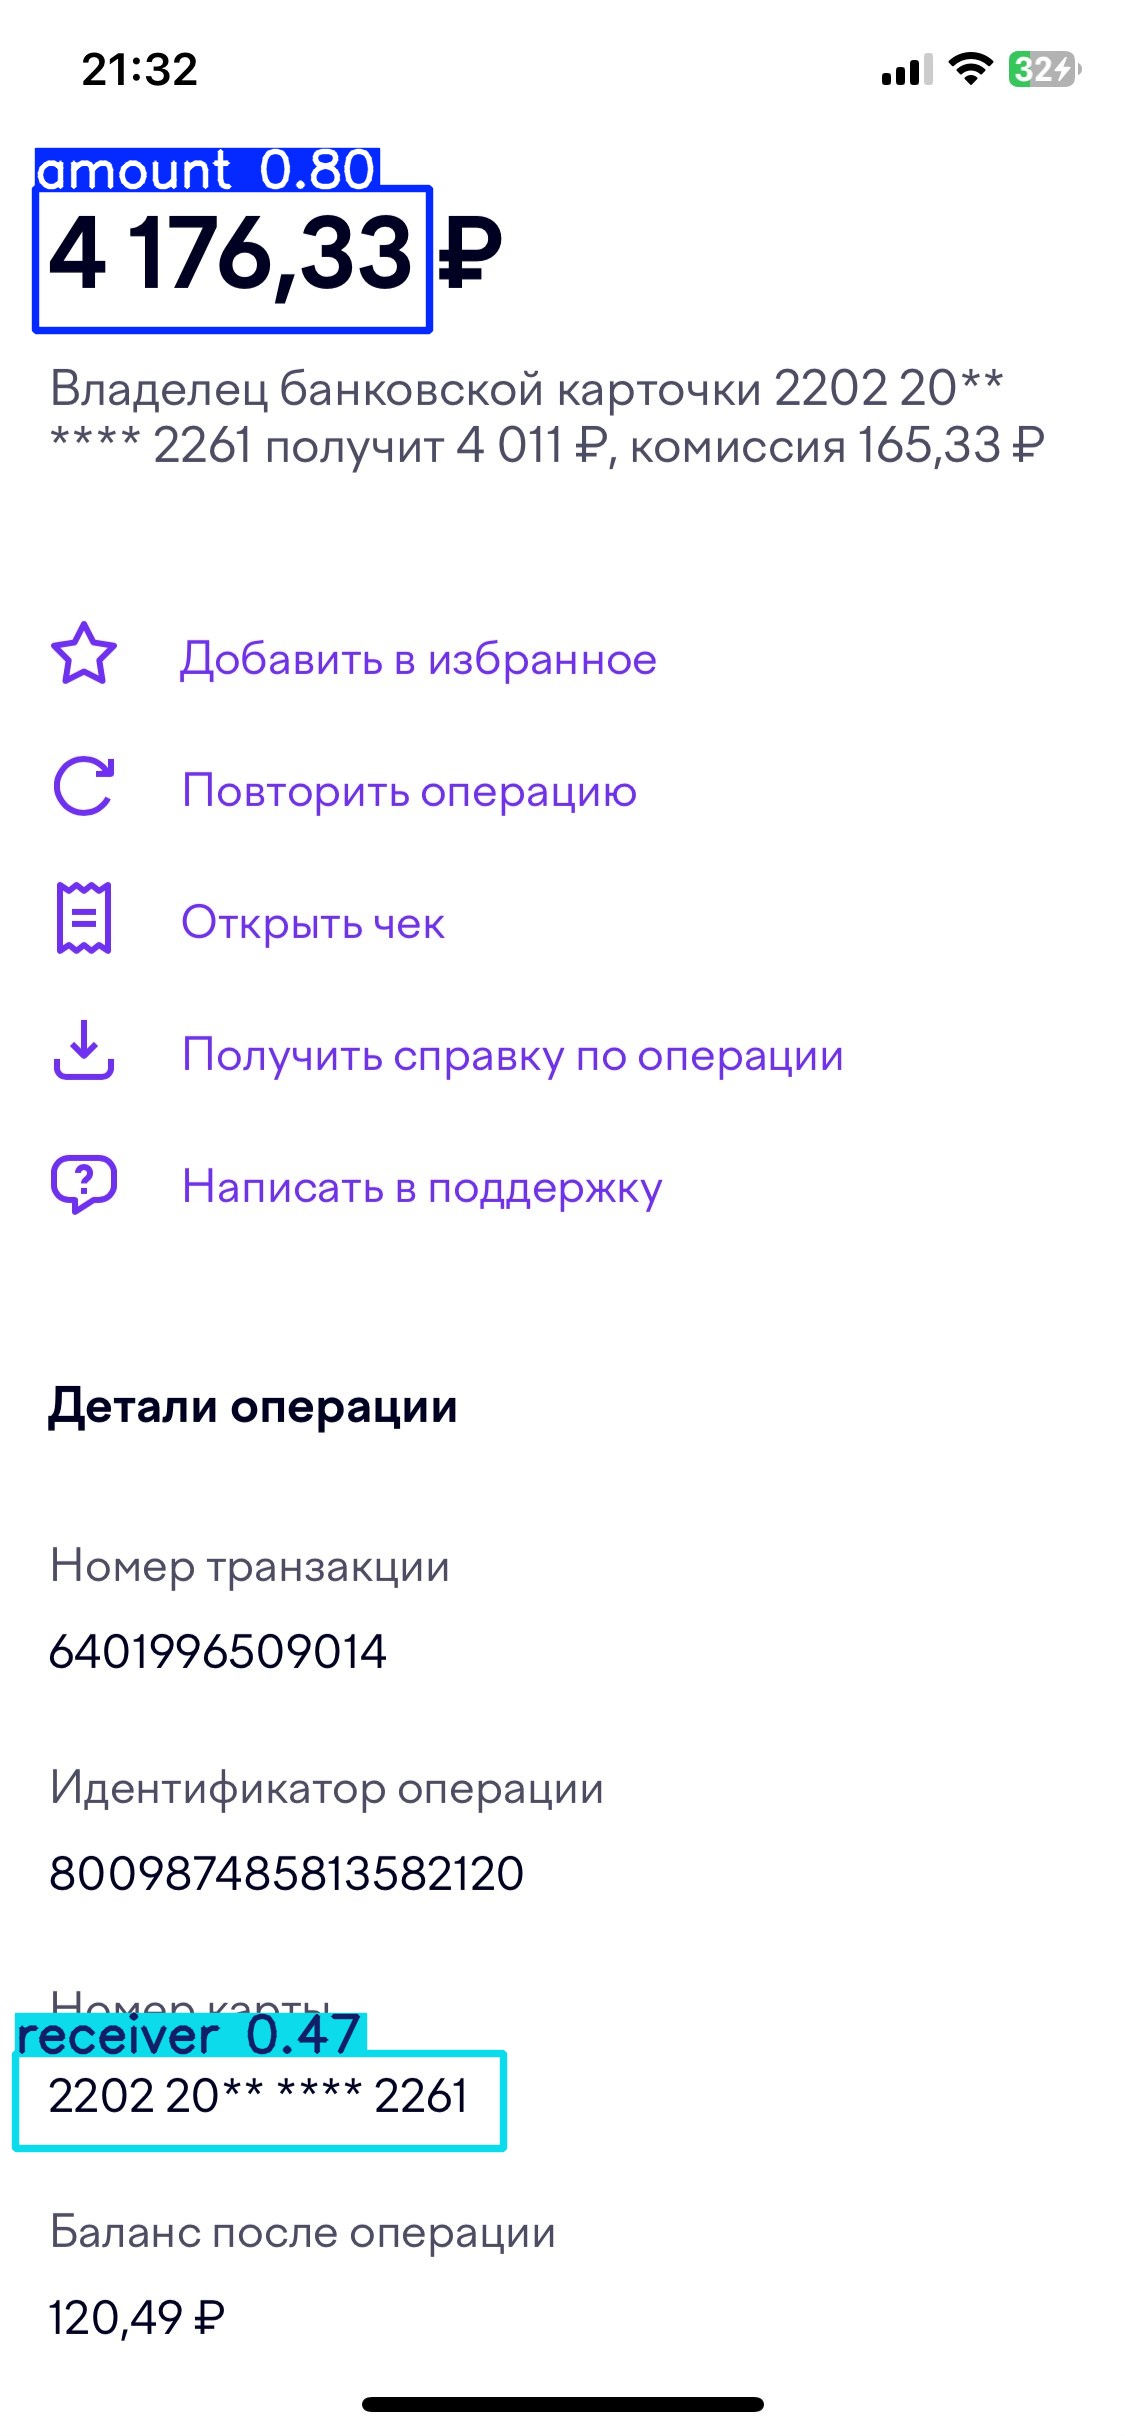 21:32
32
amount 0.80
4 176,33 ₽
Владелец банковской карточки 2202 20**
**** 2261 получит 4 011 ₽, комиссия 165,33 ₽
Добавить в избранное
Повторить операцию
Открыть чек
Получить справку по операции
Написать в поддержку
Детали операции
Номер транзакции
6401996509014
Идентификатор операции
800987485813582120
Номер карты
receiver 0.47
2202 20** **** 2261
Баланс после операции
120,49 ₽